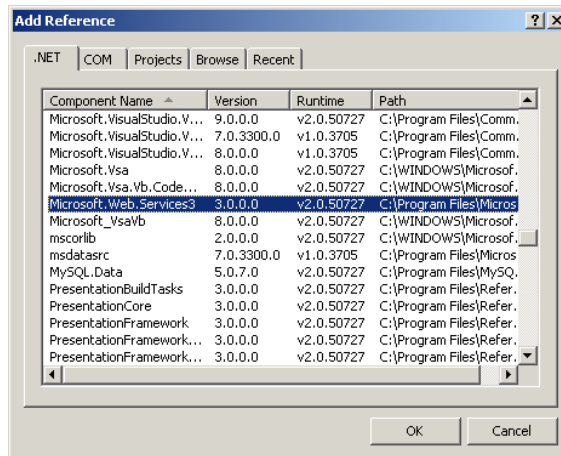 Add Reference
.NET COM Projects Browse Recent
Component Name Version Runtime Path
Microsoft.VisualStudio.V... 9.0.0.0 v2.0.50727 C:\Program Files\Comm.
Microsoft.VisualStudio.V... 7.0.3300.0 v1.0.3705 C:\Program Files\Comm.
Microsoft.VisualStudio.V... 8.0.0.0 v1.0.3705 C:\Program Files\Comm.
Microsoft.Vsa 8.0.0.0 v2.0.50727 C:\WINDOWS\Microsof.
Microsoft.Vsa.Vb.Code... 8.0.0.0 v2.0.50727 C:\WINDOWS\Microsof.
Microsoft.Web.Services3 3.0.0.0 v2.0.50727 C:\Program Files\Micros
Microsoft_VsaVb 8.0.0.0 v2.0.50727 C:\WINDOWS\Microsof.
mscorlib 2.0.0.0 v2.0.50727 C:\WINDOWS\Microsof.
msdatasrc 7.0.3300.0 v1.0.3705 C:\Program Files\Micros
MySQL.Data 5.0.7.0 v2.0.50727 C:\Program Files\MySQ.
PresentationBuildTasks 3.0.0.0 v2.0.50727 C:\Program Files\Refer.
PresentationCore 3.0.0.0 v2.0.50727 C:\Program Files\Refer.
PresentationFramework 3.0.0.0 v2.0.50727 C:\Program Files\Refer.
PresentationFramework... 3.0.0.0 v2.0.50727 C:\Program Files\Refer.
PresentationFramework... 3.0.0.0 v2.0.50727 C:\Program Files\Refer.
OK Cancel